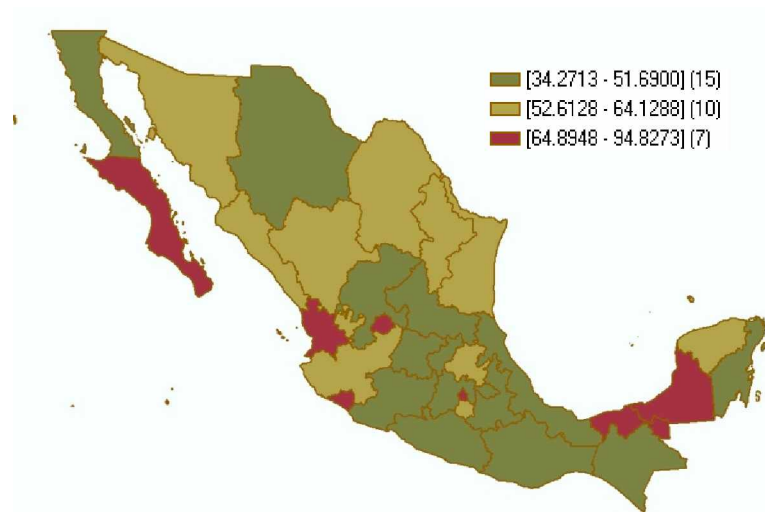 [34.2713 - 51.6900] (15)
[52.6128 - 64.1288] (10)
[64.8948 - 94.8273] (7)